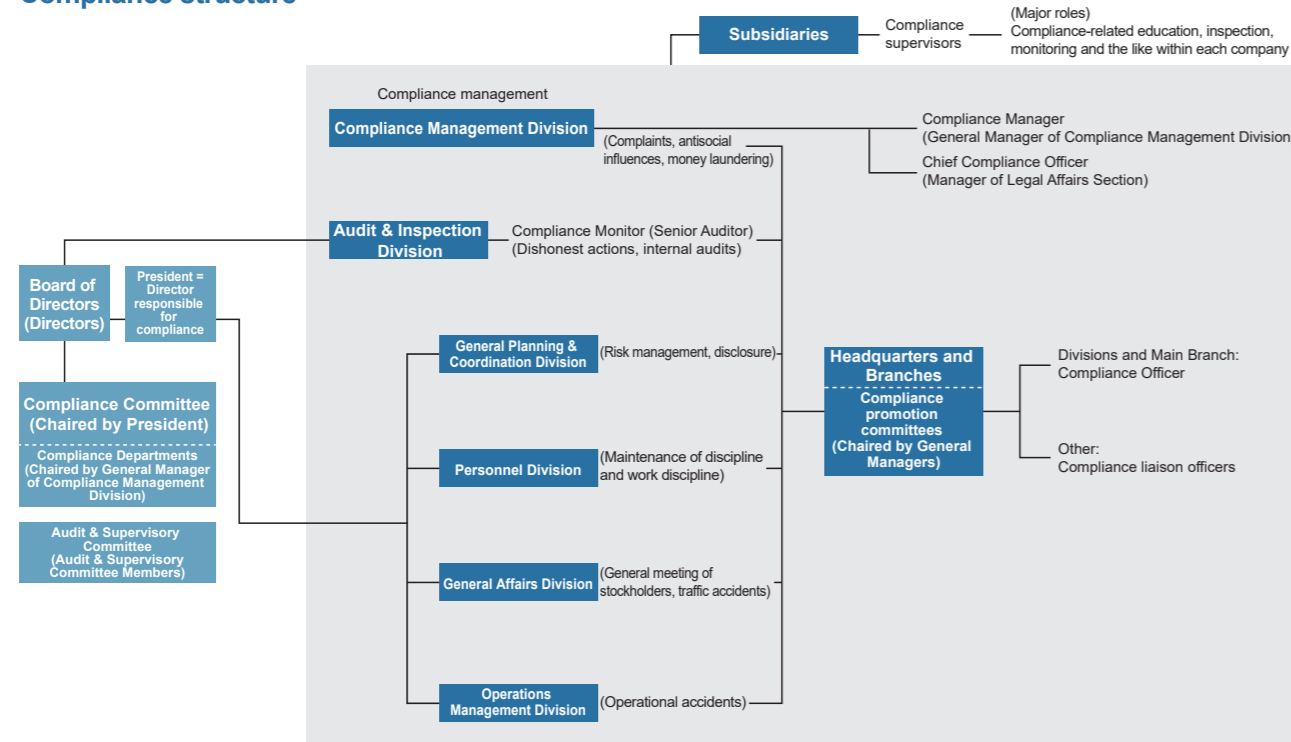 Compliance structure
Subsidiaries
Compliance
supervisors
(Major roles)
Compliance-related education, inspection,
monitoring and the like within each company
Compliance management
Compliance Management Division
(Complaints, antisocial
influences, money laundering)
Compliance Manager
(General Manager of Compliance Management Division
Chief Compliance Officer
(Manager of Legal Affairs Section)
Audit & Inspection
Division
Compliance Monitor (Senior Auditor)
(Dishonest actions, internal audits)
Board of
Directors
(Directors)
President =
Director
responsible
for
compliance
Compliance Committee
(Chaired by President)
Compliance Departments
(Chaired by General Manager
of Compliance Management
Division)
Audit & Supervisory
Committee
(Audit & Supervisory
Committee Members)
General Planning &
Coordination Division
(Risk management, disclosure)
Personnel Division
(Maintenance of discipline
and work discipline)
General Affairs Division
(General meeting of
stockholders, traffic accidents)
Operations
Management Division
(Operational accidents)
Headquarters and
Branches
Compliance
promotion
committees
(Chaired by General
Managers)
Divisions and Main Branch:
Compliance Officer
Other:
Compliance liaison officers